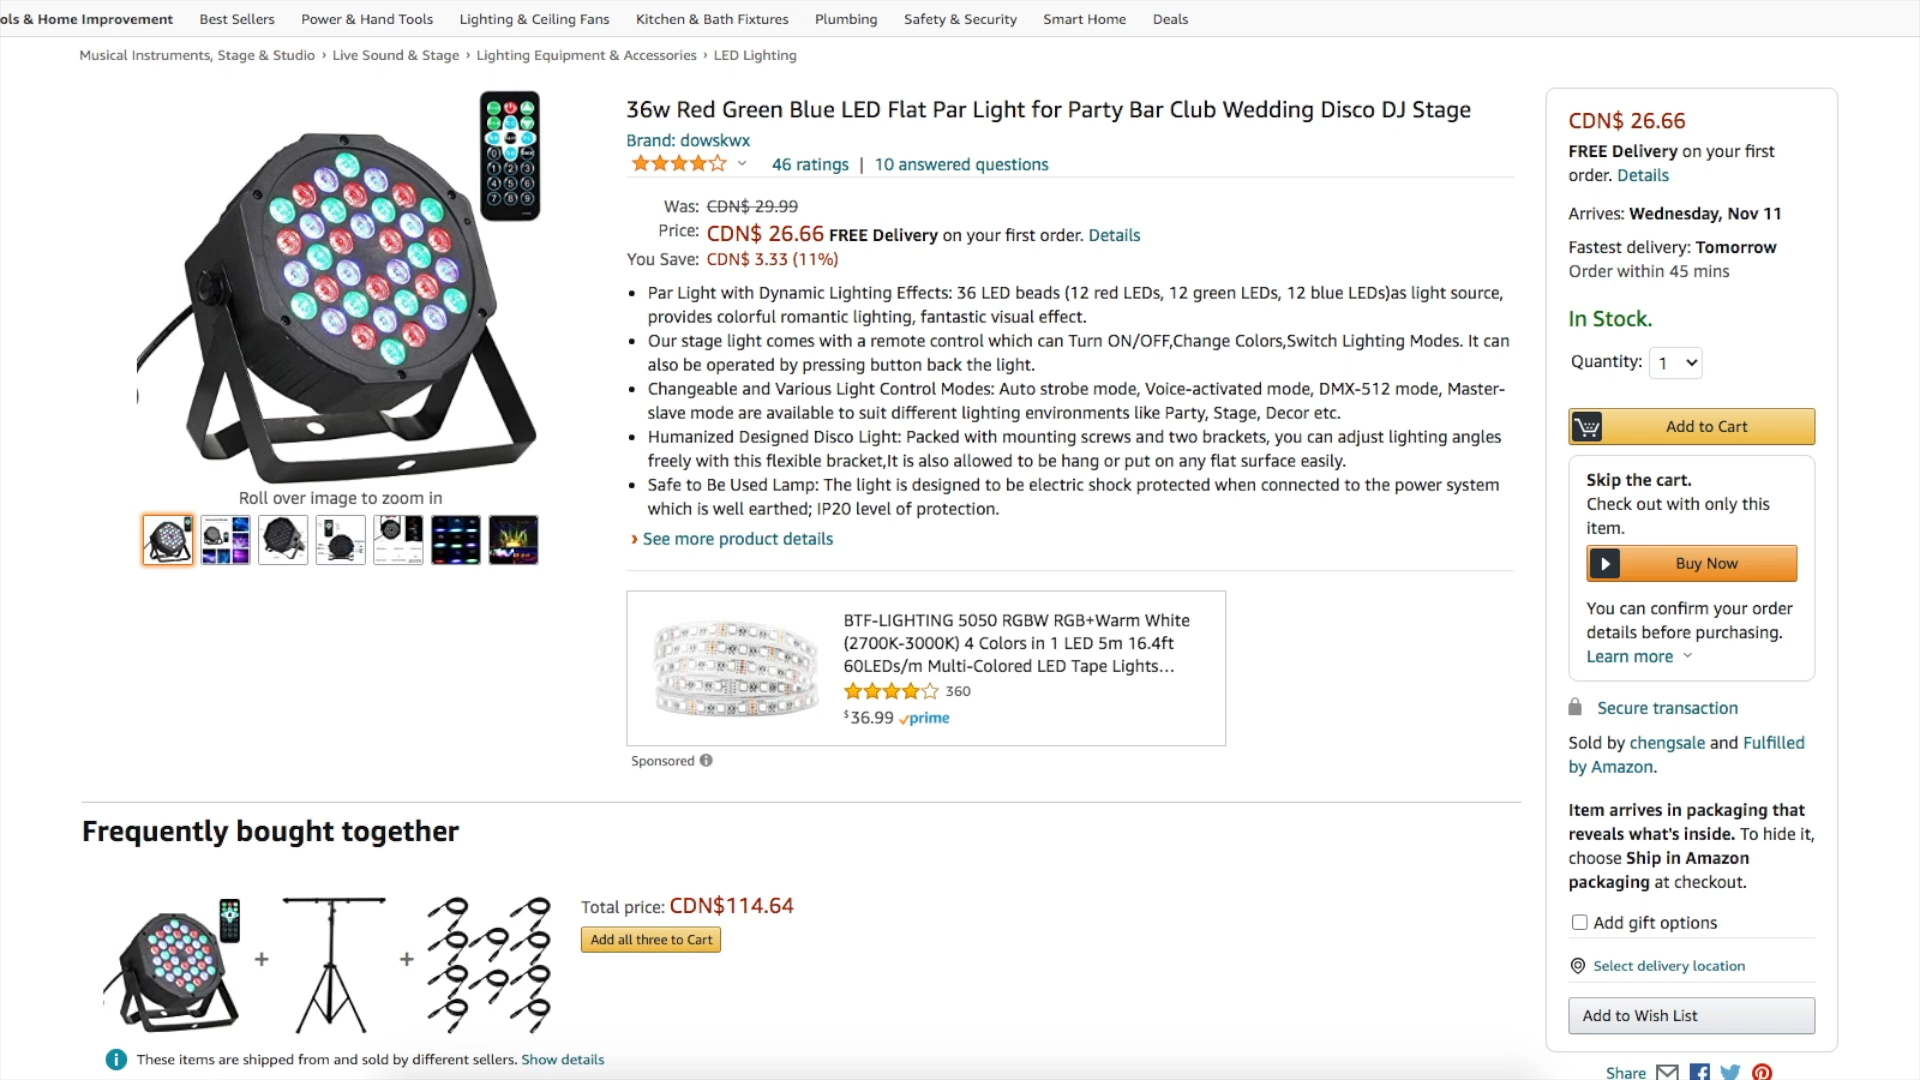 ols & Home Improvement Best Sellers Power & Hand Tools Lighting & Ceiling Fans Kitchen & Bath Fixtures Plumbing Safety & Security Smart Home Deals
Musical Instruments, Stage & Studio › Live Sound & Stage › Lighting Equipment & Accessories › LED Lighting
36w Red Green Blue LED Flat Par Light for Party Bar Club Wedding Disco DJ Stage
Brand: dowskwx
46 ratings | 10 answered questions
Was: CDN$ 29.99
Price: CDN$ 26.66 FREE Delivery on your first order. Details
You Save: CDN$ 3.33 (11%)
• Par Light with Dynamic Lighting Effects: 36 LED beads (12 red LEDs, 12 green LEDs, 12 blue LEDs)as light source,
provides colorful romantic lighting, fantastic visual effect.
• Our stage light comes with a remote control which can Turn ON/OFF,Change Colors,Switch Lighting Modes. It can
also be operated by pressing button back the light.
• Changeable and Various Light Control Modes: Auto strobe mode, Voice-activated mode, DMX-512 mode, Master-
slave mode are available to suit different lighting environments like Party, Stage, Decor etc.
• Humanized Designed Disco Light: Packed with mounting screws and two brackets, you can adjust lighting angles
freely with this flexible bracket,It is also allowed to be hang or put on any flat surface easily.
• Safe to Be Used Lamp: The light is designed to be electric shock protected when connected to the power system
which is well earthed; IP20 level of protection.
› See more product details
Roll over image to zoom in
BTF-LIGHTING 5050 RGBW RGB+Warm White
(2700K-3000K) 4 Colors in 1 LED 5m 16.4ft
60LEDs/m Multi-Colored LED Tape Lights...
360
$36.99 prime
Sponsored
CDN$ 26.66
FREE Delivery on your first
order. Details
Arrives: Wednesday, Nov 11
Fastest delivery: Tomorrow
Order within 45 mins
In Stock.
Quantity: 1
Add to Cart
Skip the cart.
Check out with only this
item.
Buy Now
You can confirm your order
details before purchasing.
Learn more
Secure transaction
Sold by chengsale and Fulfilled
by Amazon.
Item arrives in packaging that
reveals what's inside. To hide it,
choose Ship in Amazon
packaging at checkout.
Add gift options
Select delivery location
Add to Wish List
Share
Frequently bought together
+ +
Total price: CDN$114.64
Add all three to Cart
These items are shipped from and sold by different sellers. Show details